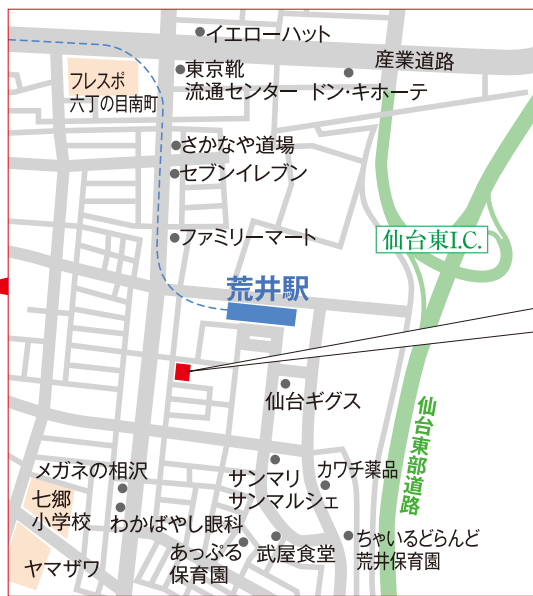 イエローハット
産業道路
東京靴
流通センター
ドン・キホーテ
フレスポ
六丁の目南町
さかなや道場
セブンイレブン
ファミリーマート
仙台東I.C.
荒井駅
仙台ギグス
仙台東部道路
メガネの相沢
サンマリ
サンマルシェ
カワチ薬品
七郷
小学校
わかばやし眼科
あっぷる
保育園
武屋食堂
ちゃいるどらんど
荒井保育園
ヤマザワ